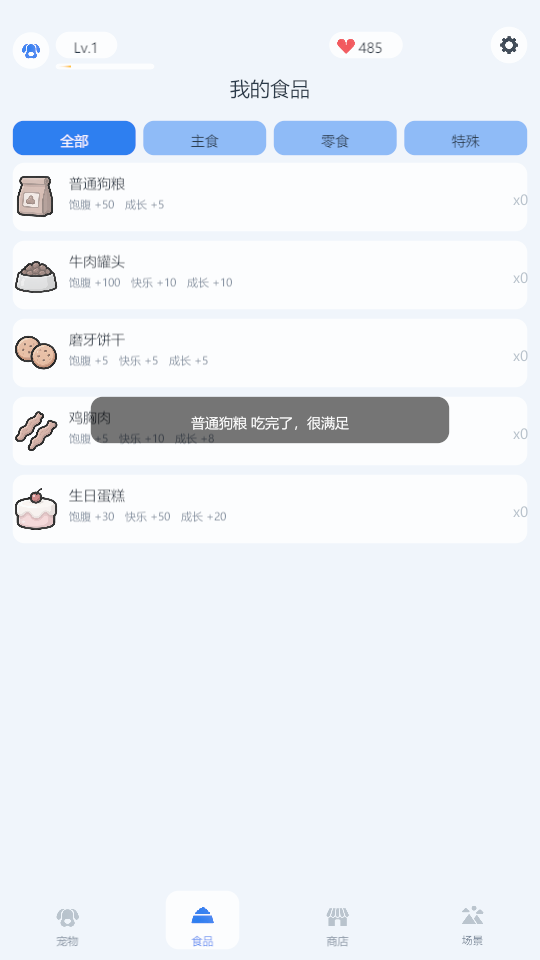 Lv.1
485
我的食品
全部 主食 零食 特殊
普通狗粮
饱腹 +50 成长 +5
x0
牛肉罐头
饱腹 +100 快乐 +10 成长 +10
x0
磨牙饼干
饱腹 +5 快乐 +5 成长 +5
x0
鸡胸肉
饱腹 +5 快乐 +10 成长 +8
x0
普通狗粮 吃完了，很满足
生日蛋糕
饱腹 +30 快乐 +50 成长 +20
x0
宠物 食品 商店 场景